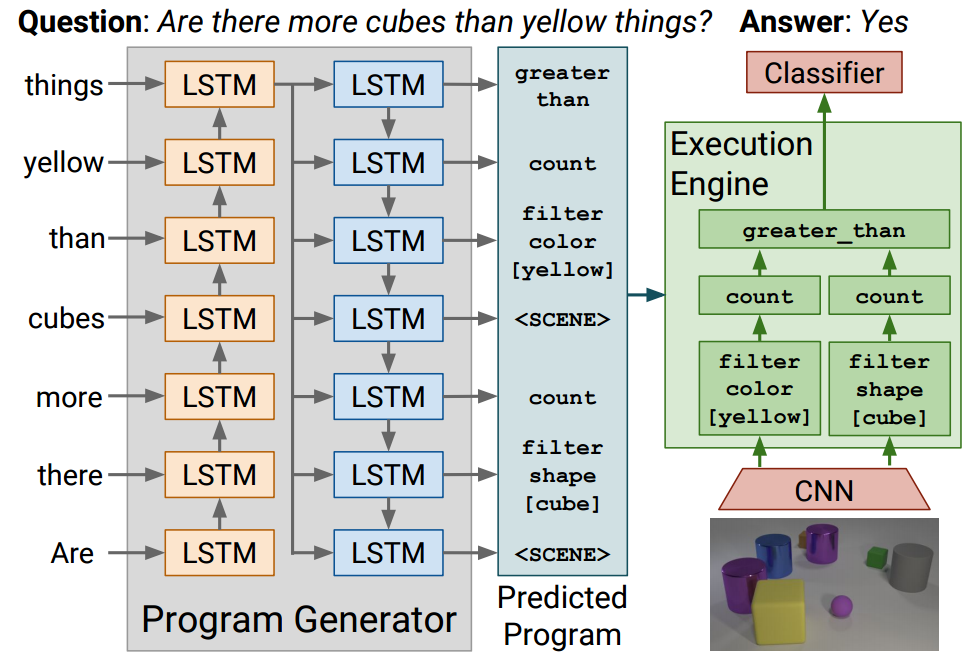 Question: Are there more cubes than yellow things? Answer: Yes
things
yellow
than
cubes
more
there
Are
LSTM
LSTM
LSTM
LSTM
LSTM
LSTM
LSTM
LSTM
LSTM
LSTM
LSTM
LSTM
LSTM
LSTM
Program Generator
greater
than
count
filter
color
[yellow]
<SCENE>
count
filter
shape
[cube]
<SCENE>
Predicted
Program
Classifier
Execution
Engine
greater_than
count
count
filter
color
[yellow]
filter
shape
[cube]
CNN